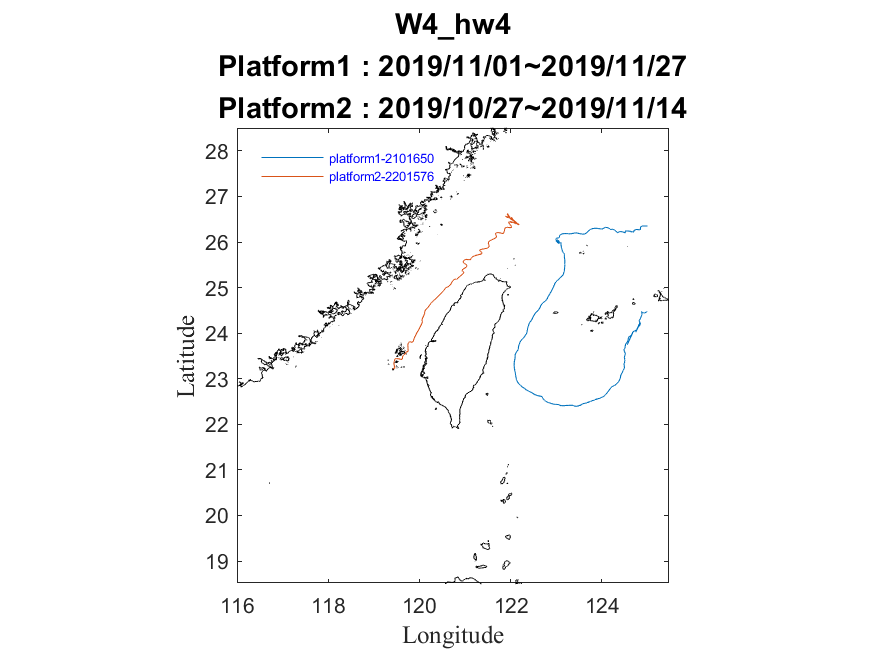 W4_hw4
Platform1 : 2019/11/01~2019/11/27
Platform2 : 2019/10/27~2019/11/14
platform1-2101650
platform2-2201576
28
27
26
25
24
23
22
21
20
19
116
118
120
122
124
Latitude
Longitude